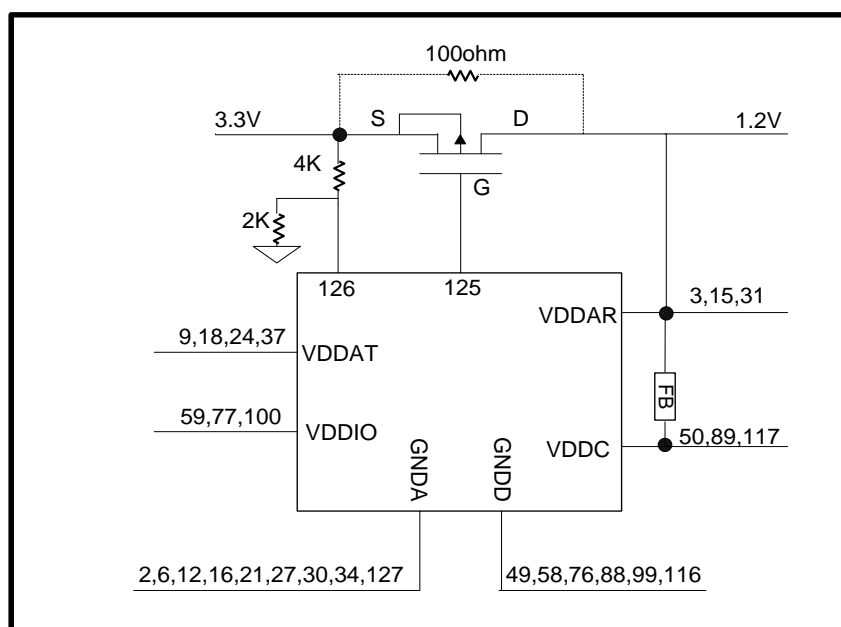 100ohm
3.3V
S
D
1.2V
4K
G
2K
126
125
VDDAR
3,15,31
9,18,24,37
VDDAT
FB
59,77,100
VDDIO
GNDA
GNDD
VDDC
50,89,117
2,6,12,16,21,27,30,34,127
49,58,76,88,99,116